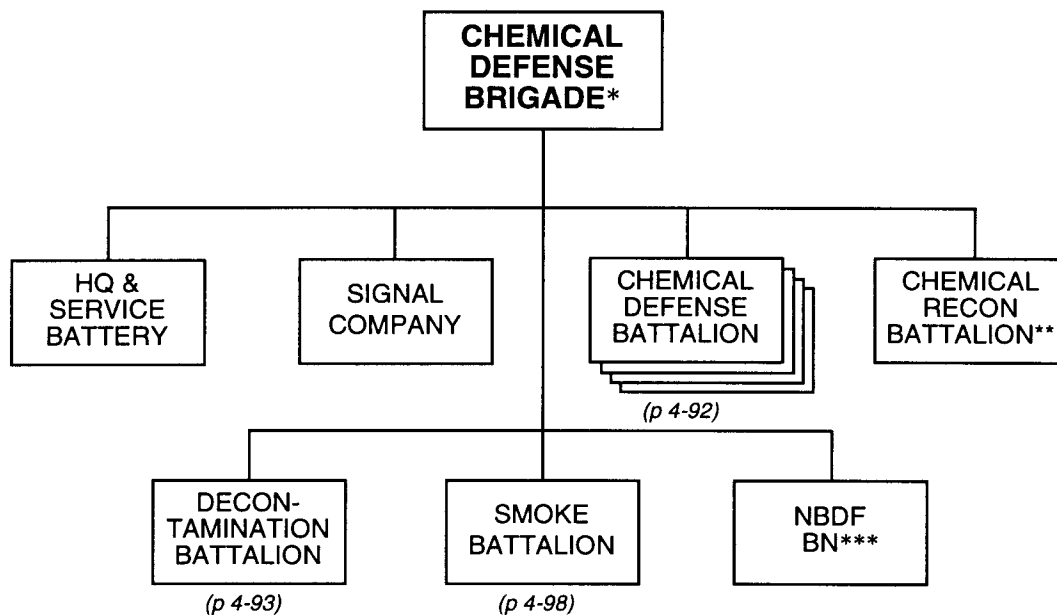 CHEMICAL
DEFENSE
BRIGADE*
HQ &
SERVICE
BATTERY
SIGNAL
COMPANY
CHEMICAL
DEFENSE
BATTALION
(p 4-92)
CHEMICAL
RECON
BATTALION**
DECON-
TAMINATION
BATTALION
(p 4-93)
SMOKE
BATTALION
(p 4-98)
NBDF
BN***